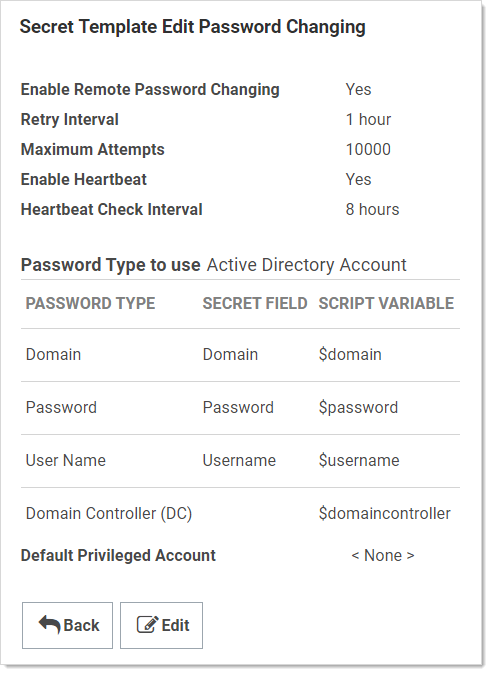 Secret Template Edit Password Changing
Enable Remote Password Changing Yes
Retry Interval 1 hour
Maximum Attempts 10000
Enable Heartbeat Yes
Heartbeat Check Interval 8 hours
Password Type to use Active Directory Account
PASSWORD TYPE SECRET FIELD SCRIPT VARIABLE
Domain Domain $domain
Password Password $password
User Name Username $username
Domain Controller (DC) $domaincontroller
Default Privileged Account < None >
Back Edit